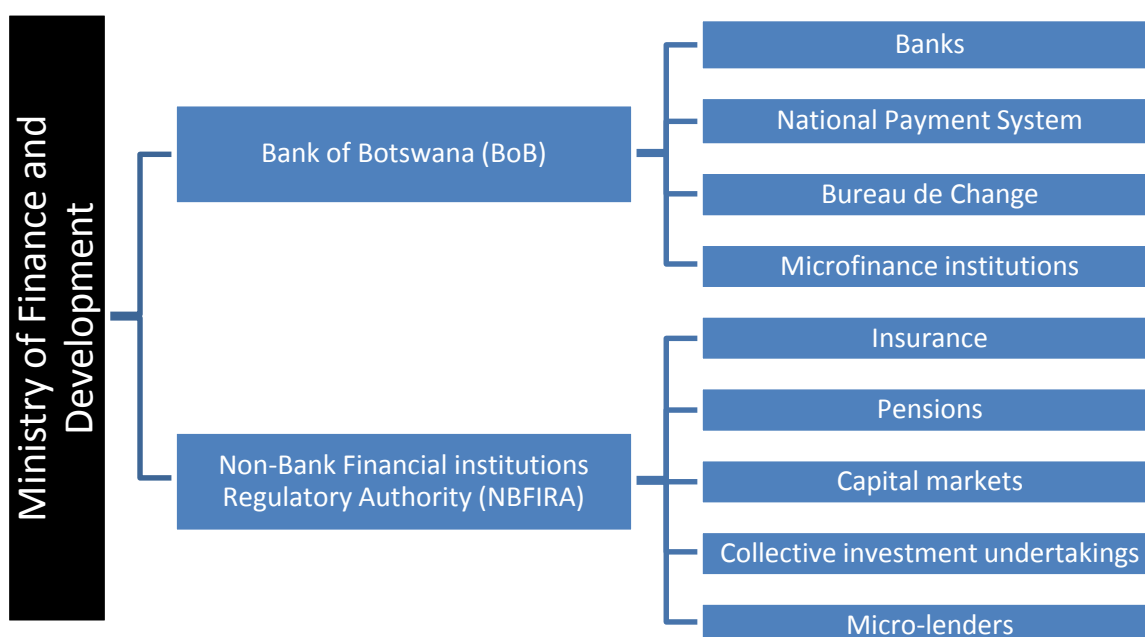 Ministry of Finance and
Development
Bank of Botswana (BoB)
Banks
National Payment System
Bureau de Change
Microfinance institutions
Non-Bank Financial institutions
Regulatory Authority (NBFIRA)
Insurance
Pensions
Capital markets
Collective investment undertakings
Micro-lenders